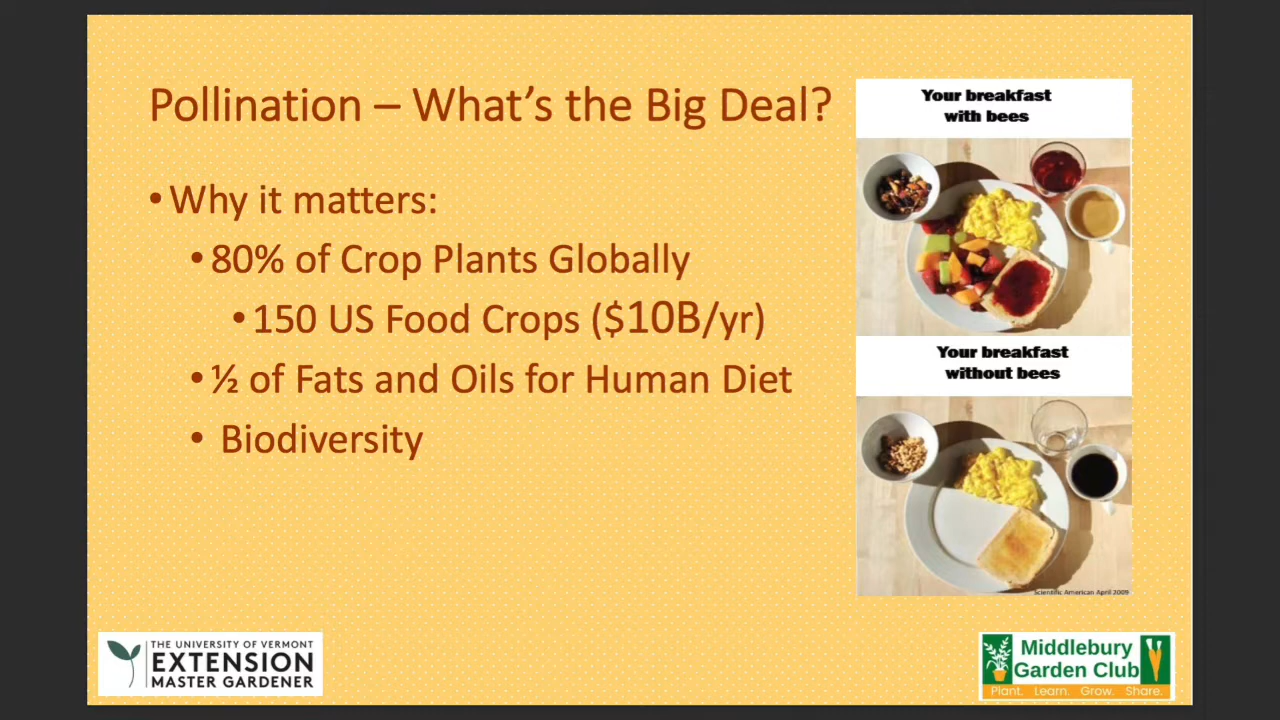 Pollination – What's the Big Deal?
• Why it matters:
• 80% of Crop Plants Globally
• 150 US Food Crops ($10B/yr)
• ½ of Fats and Oils for Human Diet
• Biodiversity
Your breakfast
with bees
Your breakfast
without bees
Scientific American April 2009
THE UNIVERSITY OF VERMONT
EXTENSION
MASTER GARDENER
Middlebury
Garden Club
Plant. Learn. Grow. Share.